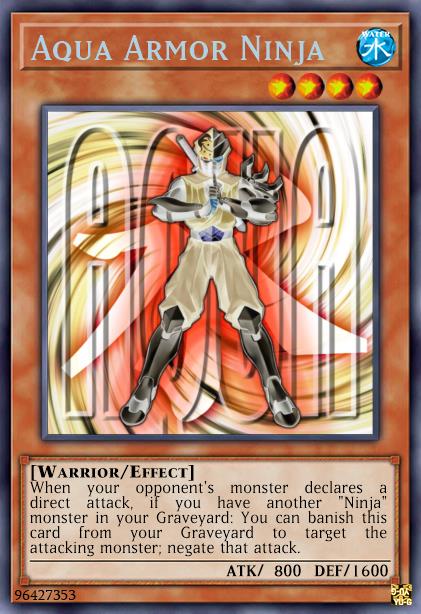 Aqua Armor Ninja
WATER
水
AQUA
水
[Warrior/Effect]
When your opponent's monster declares a
direct attack, if you have another "Ninja"
monster in your Graveyard: You can banish this
card from your Graveyard to target the
attacking monster; negate that attack.
ATK/ 800 DEF/1600
96427353